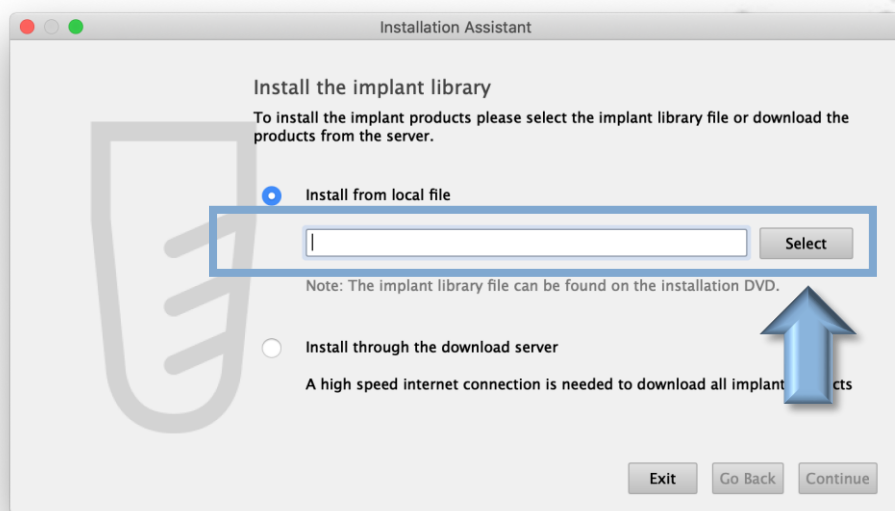 Installation Assistant
Install the implant library
To install the implant products please select the implant library file or download the
products from the server.
Install from local file
Select
Note: The implant library file can be found on the installation DVD.
Install through the download server
A high speed internet connection is needed to download all implant
Exit Go Back Continue